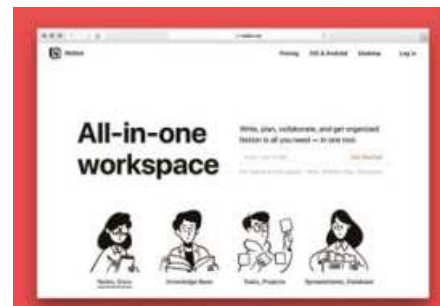 Notion
Pricing iOS & Android Desktop Log in
All-in-one
workspace
Write, plan, collaborate, and get organized
Notion is all you need — in one tool.
Get Started
Notes, Docs
Knowledge Base
Tasks, Projects
Spreadsheets, Database